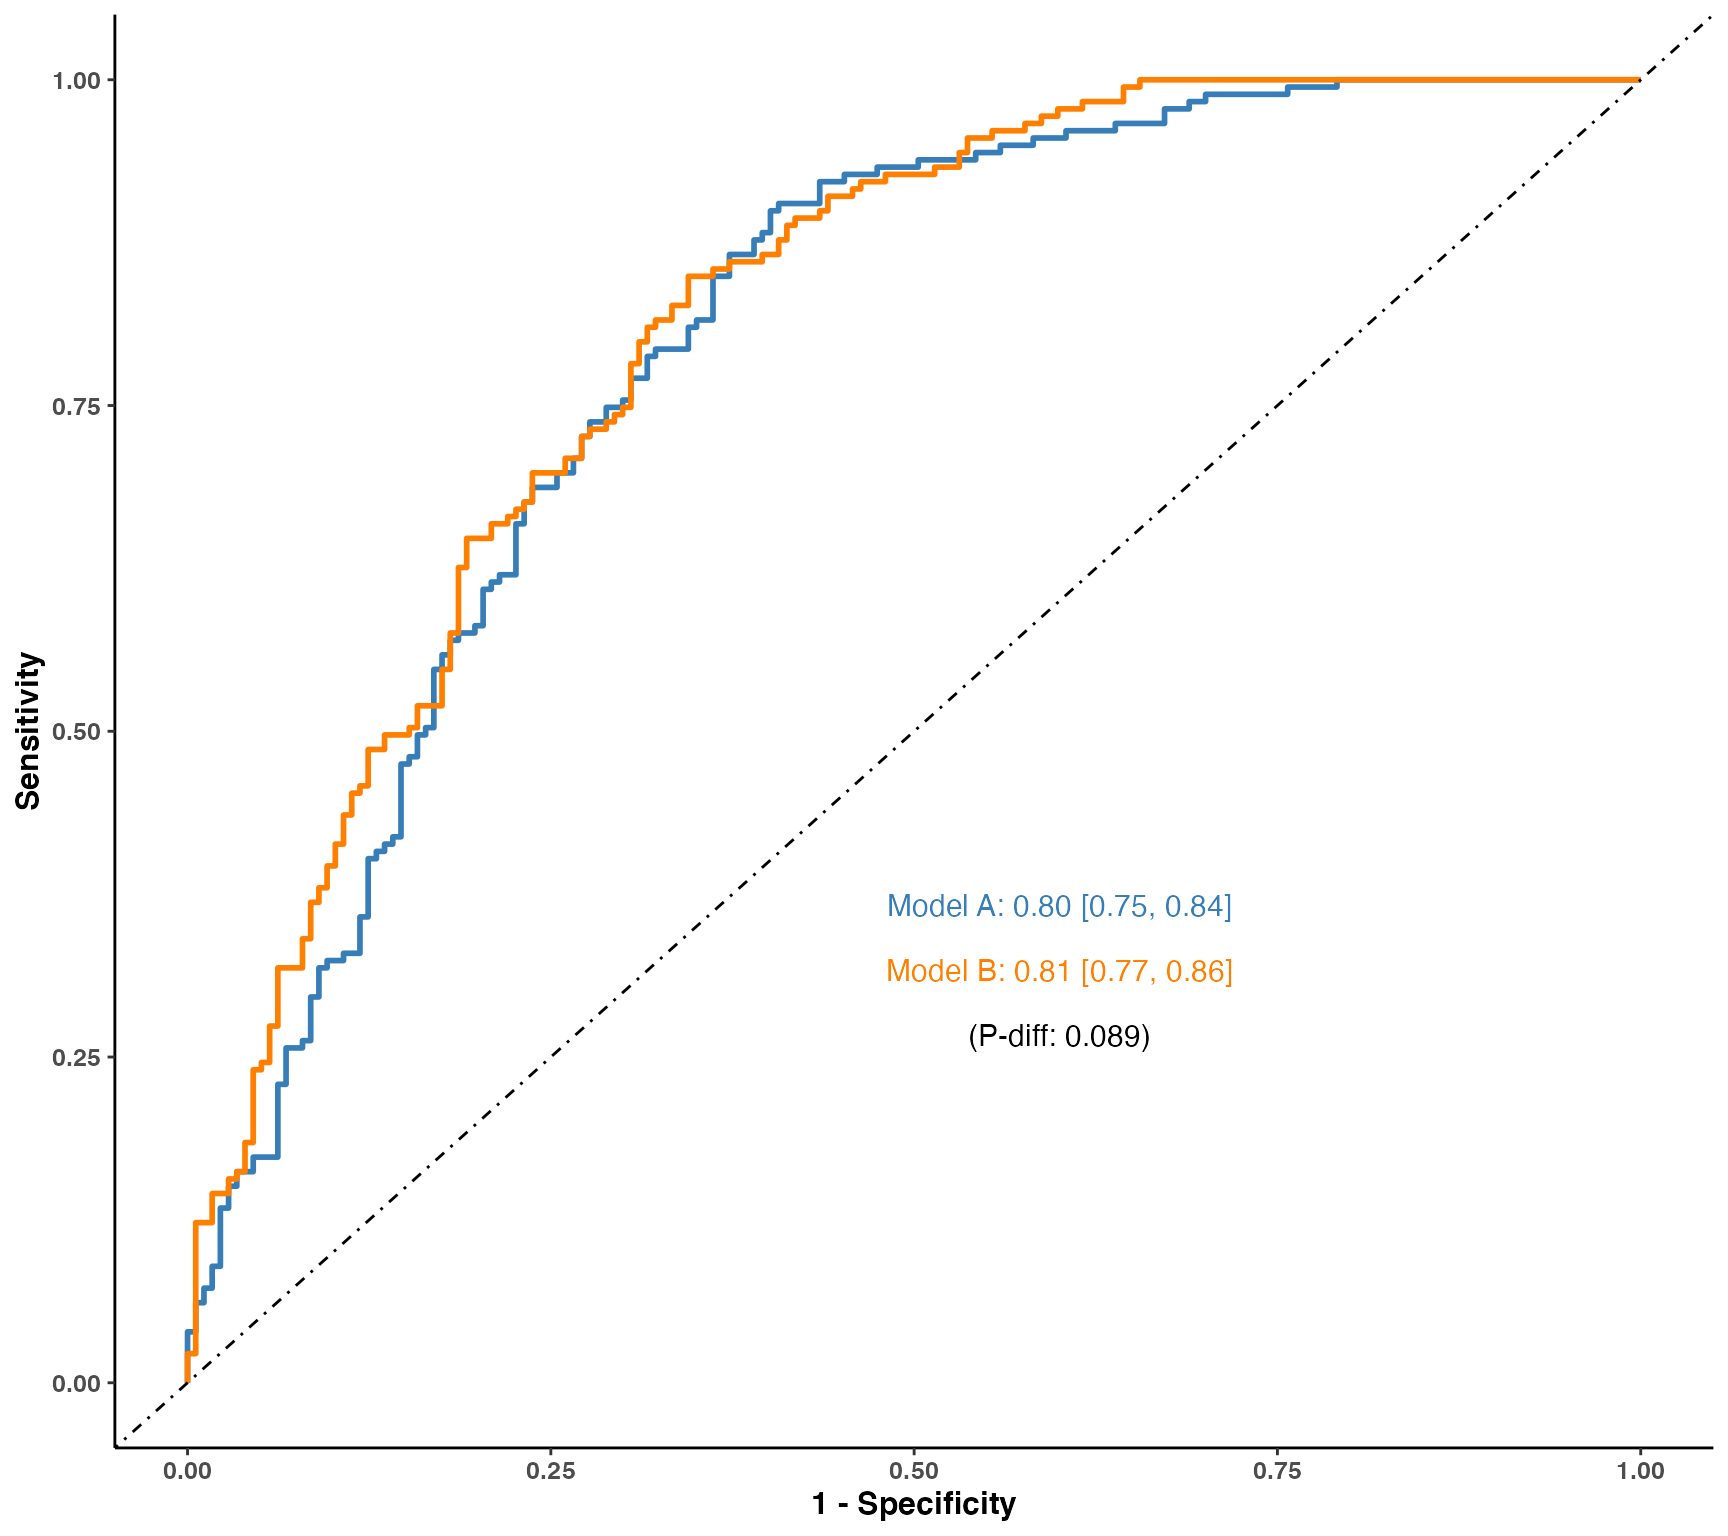 1.00
0.75
0.50
0.25
0.00
Sensitivity
Model A: 0.80 [0.75, 0.84]
Model B: 0.81 [0.77, 0.86]
(P-diff: 0.089)
0.00 0.25 0.50 0.75 1.00
1 - Specificity